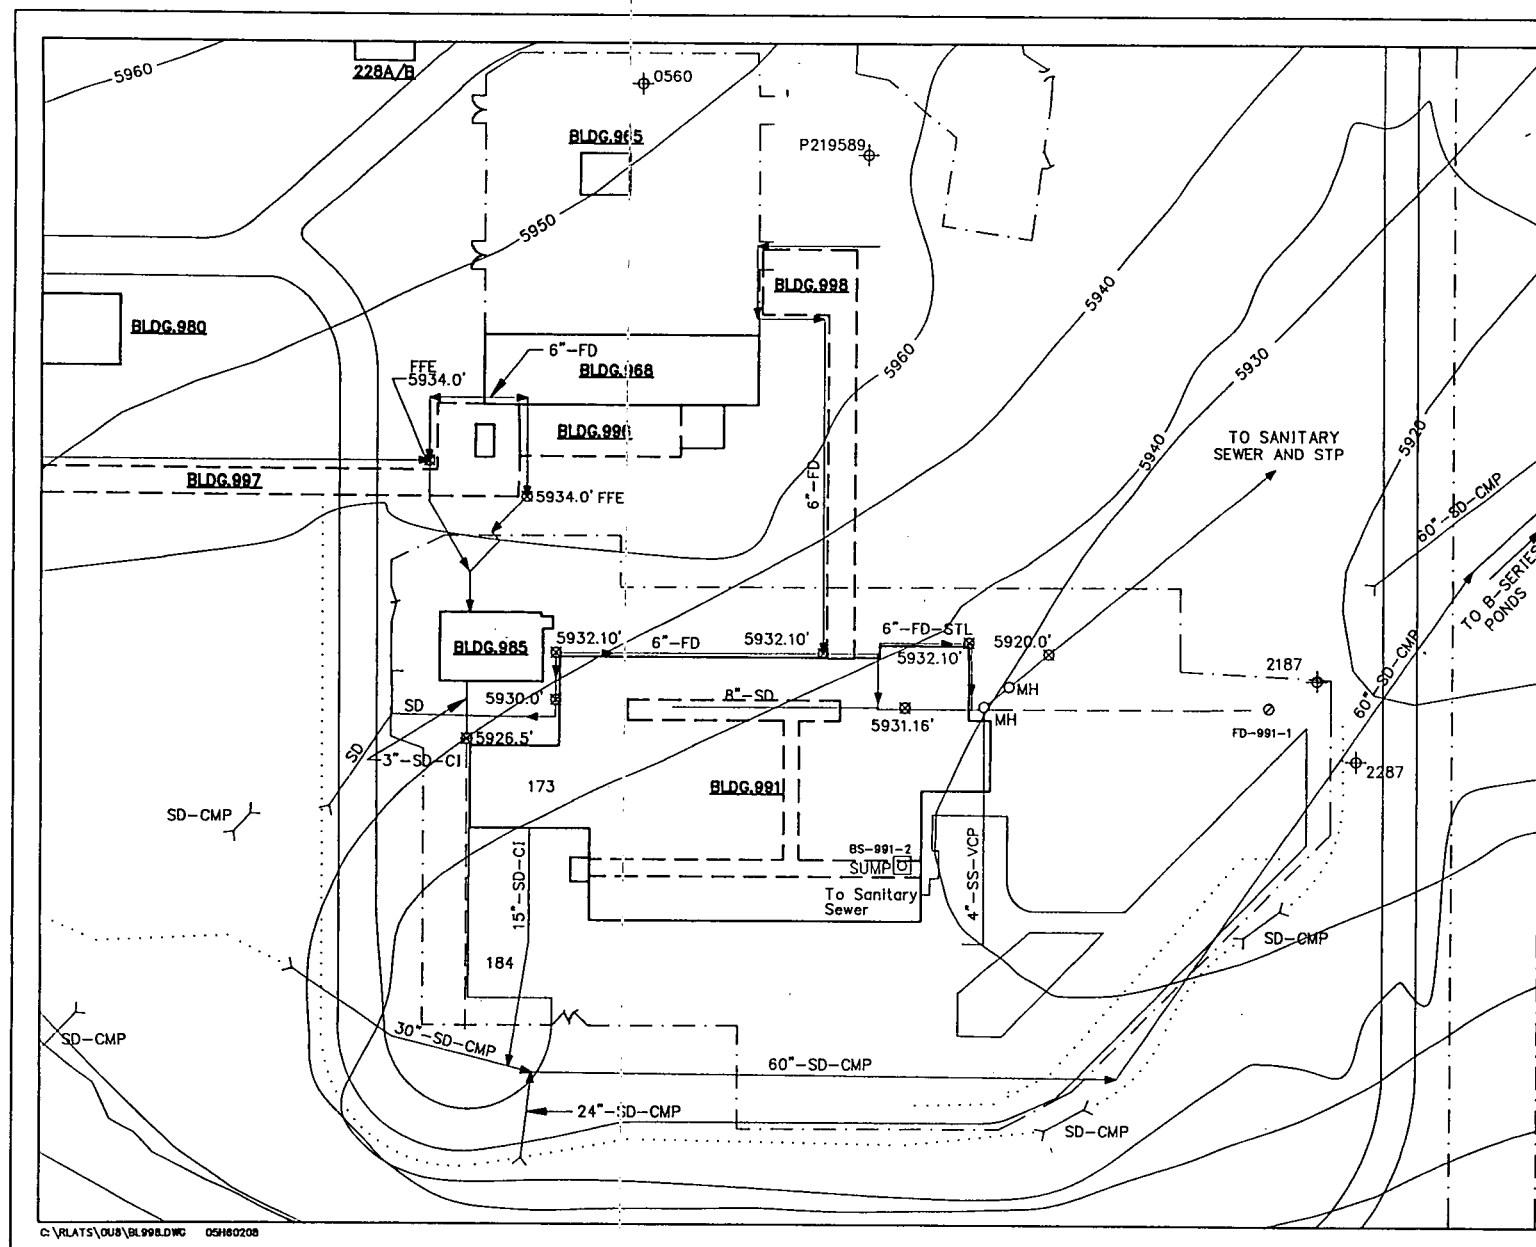 5960
228A/B
0560
BLDG.965
P219589
5950
BLDG.998
5940
BLDG.980
6"-FD
FFE
5934.0'
BLDG.968
5960
5930
BLDG.996
TO SANITARY
SEWER AND STP
5940
5920
BLDG.997
6"-FD
5934.0' FFE
60"-SD-CMP
TO B-SERIES
PONDS
BLDG.985
5932.10'
6"-FD
5932.10'
6"-FD-STL
5932.10'
5920.0'
2187
60"-SD-CMP
5930.0'
8"-SD
MH
SD
5931.16'
MH
FD-991-1
5926.5'
SD
3"-SD-CI
2287
173
BLDG.991
SD-CMP
BS-991-2
SUMP
To Sanitary
Sewer
15"-SD-CI
4"-SS-VCP
SD-CMP
184
30"-SD-CMP
SD-CMP
60"-SD-CMP
24"-SD-CMP
SD-CMP
C:\RLATS\OU8\BL998.DWG 05H80208